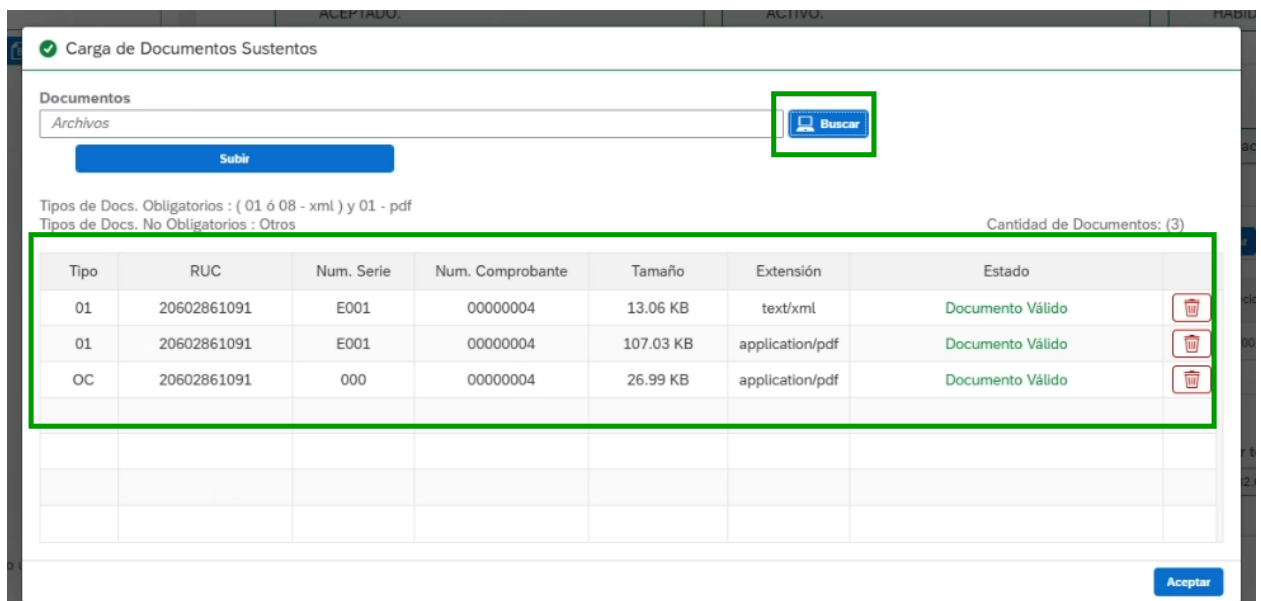 ACEPTADO.
ACTIVO.
Carga de Documentos Sustentos
Documentos
Archivos
Buscar
Subir
Tipos de Docs. Obligatorios : ( 01 ó 08 - xml ) y 01 - pdf
Tipos de Docs. No Obligatorios : Otros
Cantidad de Documentos: (3)
Tipo RUC Num. Serie Num. Comprobante Tamaño Extensión Estado
01 20602861091 E001 00000004 13.06 KB text/xml Documento Válido
01 20602861091 E001 00000004 107.03 KB application/pdf Documento Válido
OC 20602861091 000 00000004 26.99 KB application/pdf Documento Válido
Aceptar